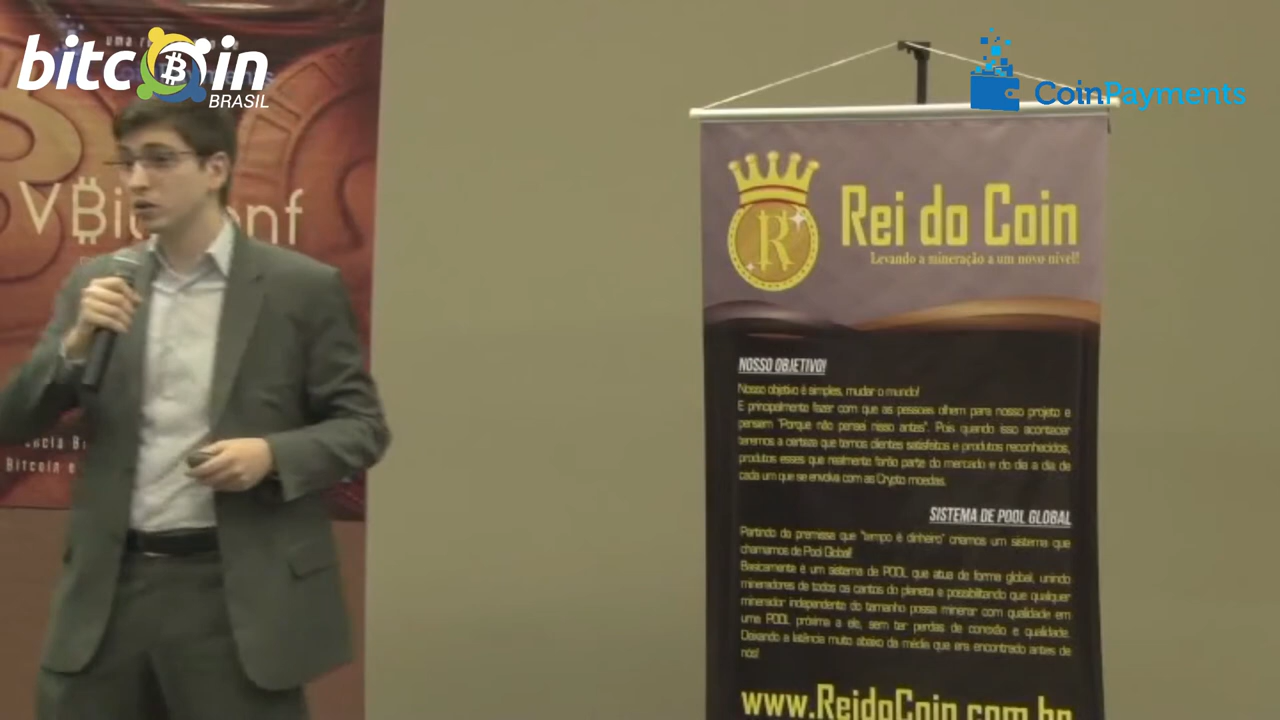 bitcoin
BRASIL
CoinPayments
R
Rei do Coin
Levando a mineração a um novo nível!
NOSSO OBJETIVO!
Nosso objetivo é simples, mudar o mundo!
E principalmente fazer com que as pessoas olhem para nosso projeto e
pensem "Porque não pensei nisso antes". Pois quando isso acontecer
teremos a certeza que temos clientes satisfeitos e produtos reconhecidos,
produtos esses que realmente farão parte do mercado e do dia a dia de
cada um que se envolva com as Crypto moedas.
SISTEMA DE POOL GLOBAL
Partindo da premissa que "tempo é dinheiro" criamos um sistema que
chamamos de Pool Global!
Basicamente é um sistema de POOL que atua de forma global, unindo
mineradores de todos os cantos do planeta e possibilitando que qualquer
minerador independente do tamanho possa minerar com qualidade em
uma POOL próxima a ele, sem ter perdas de conexão e qualidade.
Deixando a latência muito abaixo da média que era encontrado antes de
nós!
www.ReidoCoin.com.br
Bitcoin e